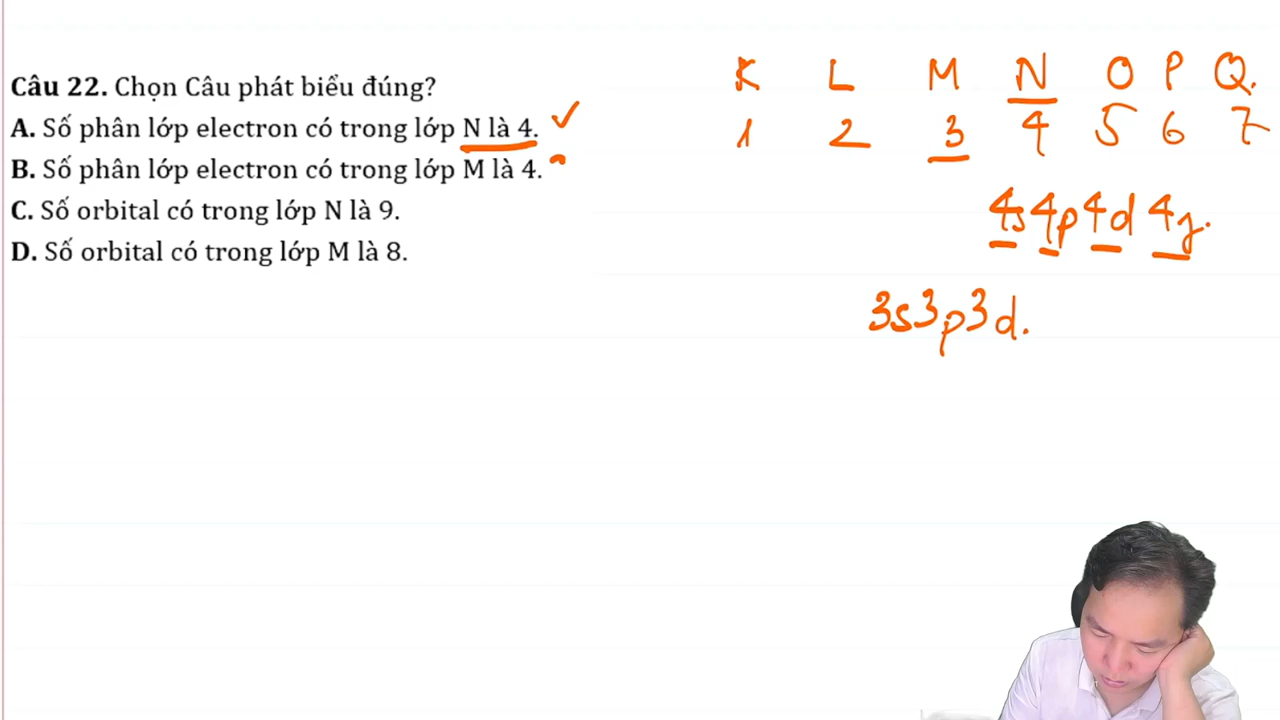 Câu 22. Chọn Câu phát biểu đúng?
A. Số phân lớp electron có trong lớp N là 4.
B. Số phân lớp electron có trong lớp M là 4.
C. Số orbital có trong lớp N là 9.
D. Số orbital có trong lớp M là 8.
K L M N O P Q.
1 2 3 4 5 6 7
4s 4p 4d 4f.
3s 3p 3d.